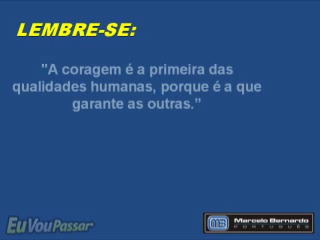 LEMBRE-SE:
"A coragem é a primeira das
qualidades humanas, porque é a que
garante as outras.”
EuVouPassar
Marcelo Bernardo
PORTUGUÊS